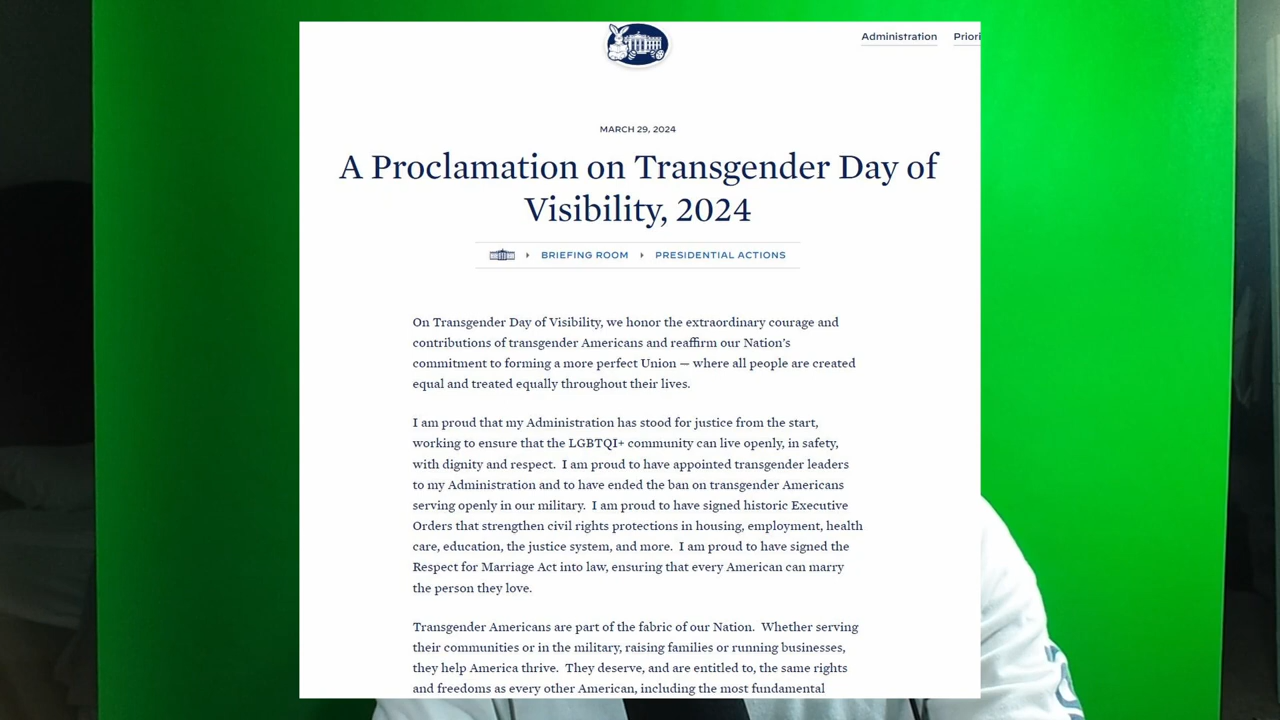 Administration Priori
MARCH 29, 2024
A Proclamation on Transgender Day of
Visibility, 2024
BRIEFING ROOM
PRESIDENTIAL ACTIONS
On Transgender Day of Visibility, we honor the extraordinary courage and
contributions of transgender Americans and reaffirm our Nation’s
commitment to forming a more perfect Union — where all people are created
equal and treated equally throughout their lives.
I am proud that my Administration has stood for justice from the start,
working to ensure that the LGBTQI+ community can live openly, in safety,
with dignity and respect.  I am proud to have appointed transgender leaders
to my Administration and to have ended the ban on transgender Americans
serving openly in our military.  I am proud to have signed historic Executive
Orders that strengthen civil rights protections in housing, employment, health
care, education, the justice system, and more.  I am proud to have signed the
Respect for Marriage Act into law, ensuring that every American can marry
the person they love.
Transgender Americans are part of the fabric of our Nation.  Whether serving
their communities or in the military, raising families or running businesses,
they help America thrive.  They deserve, and are entitled to, the same rights
and freedoms as every other American, including the most fundamental